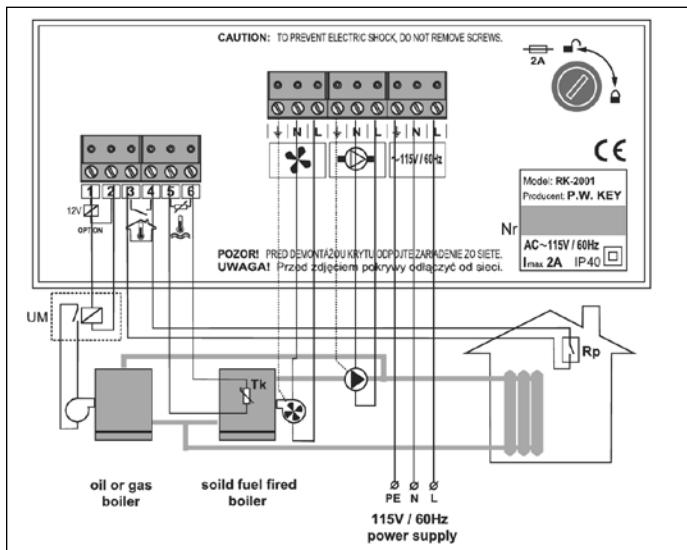 CAUTION: TO PREVENT ELECTRIC SHOCK, DO NOT REMOVE SCREWS.
2A
N L
N L
N L
~115V / 60Hz
1 2 3 4 5 6
12V
OPTION
Model: RK-2001
Producent: P.W. KEY
Nr
AC~115V / 60Hz
Imax 2A IP40
CE
POZOR! PRED DEMONTÁŽOU KRYTU ODPOJTE ZARIADENIE ZO SIETE.
UWAGA! Przed zdjęciem pokrywy odłączyć od sieci.
UM
Tk
Rp
oil or gas
boiler
soild fuel fired
boiler
PE N L
115V / 60Hz
power supply